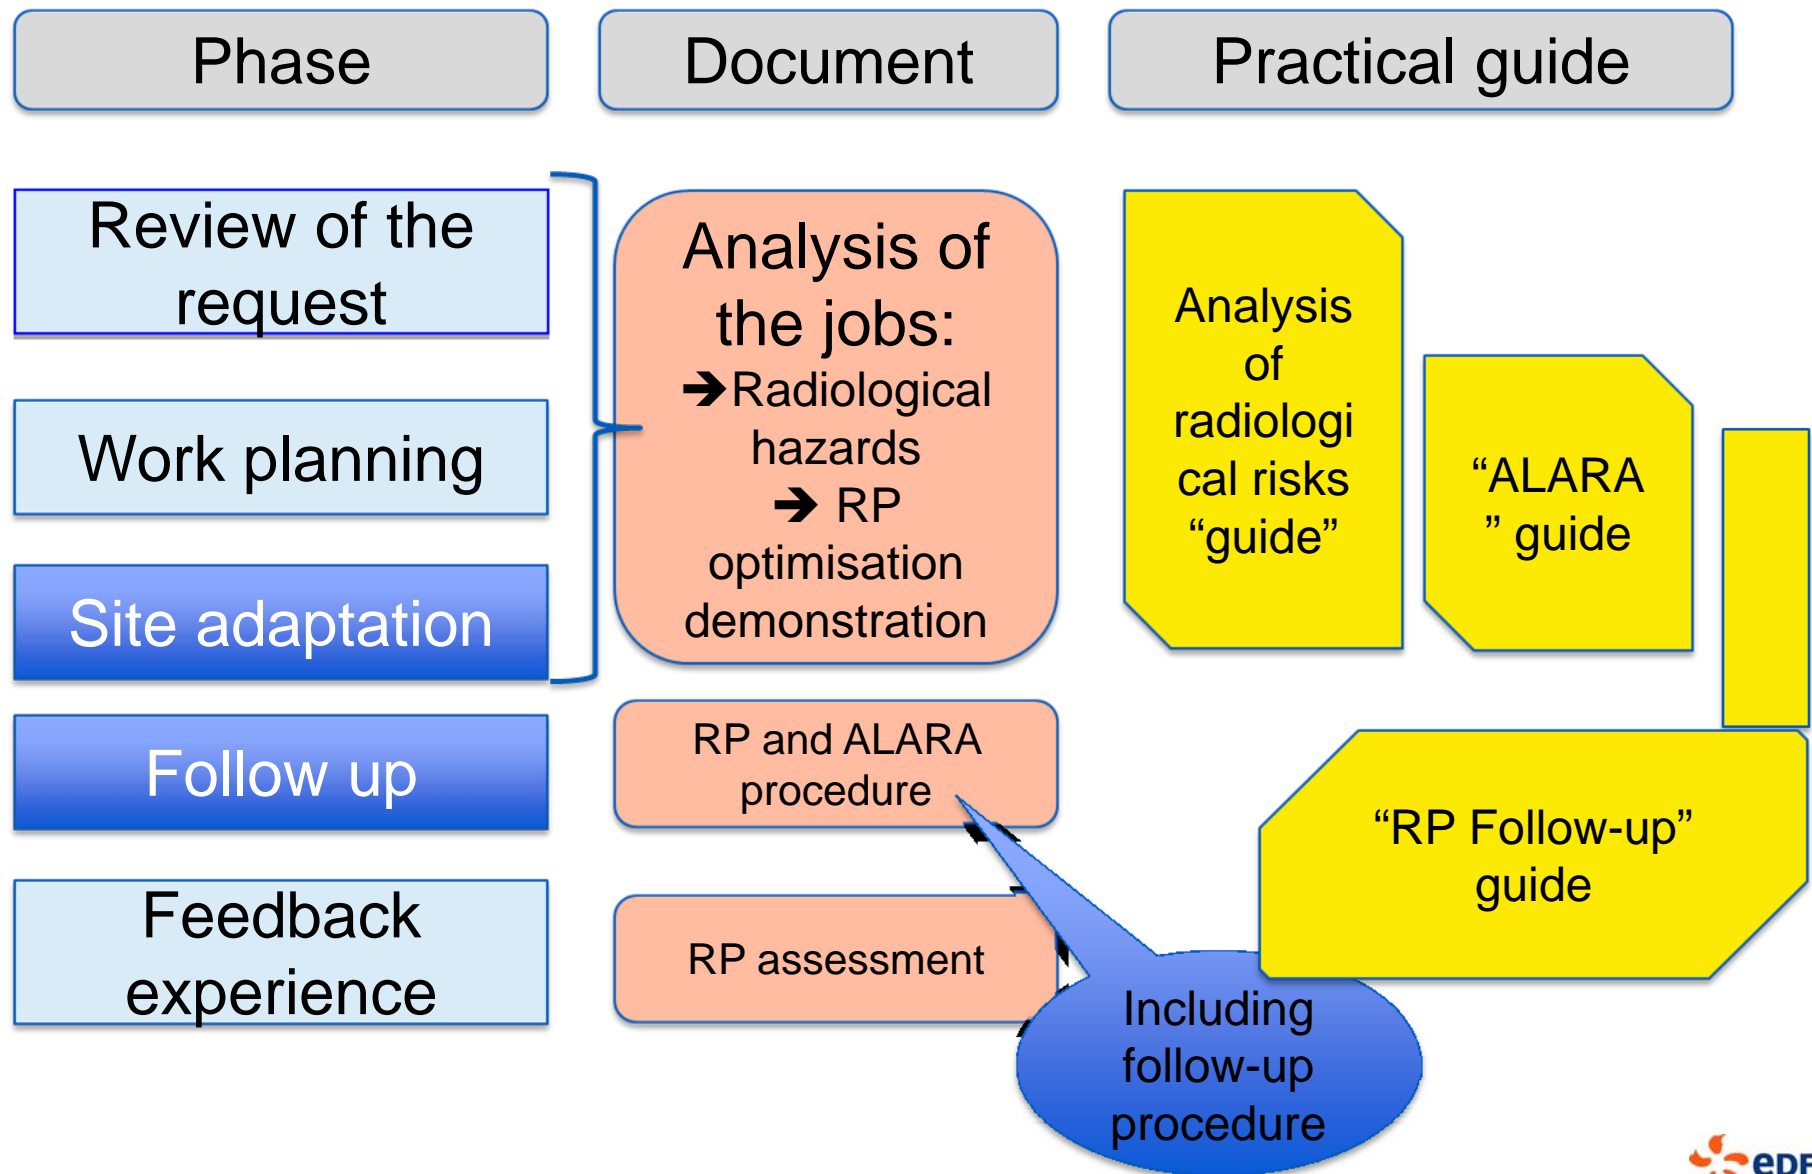 Phase
Document
Practical guide
Review of the
request
Work planning
Site adaptation
Follow up
Feedback
experience
Analysis of
the jobs:
➔Radiological
hazards
➔ RP
optimisation
demonstration
RP and ALARA
procedure
RP assessment
Including
follow-up
procedure
Analysis
of
radiologi
cal risks
“guide”
“ALARA
” guide
“RP Follow-up”
guide
eDF